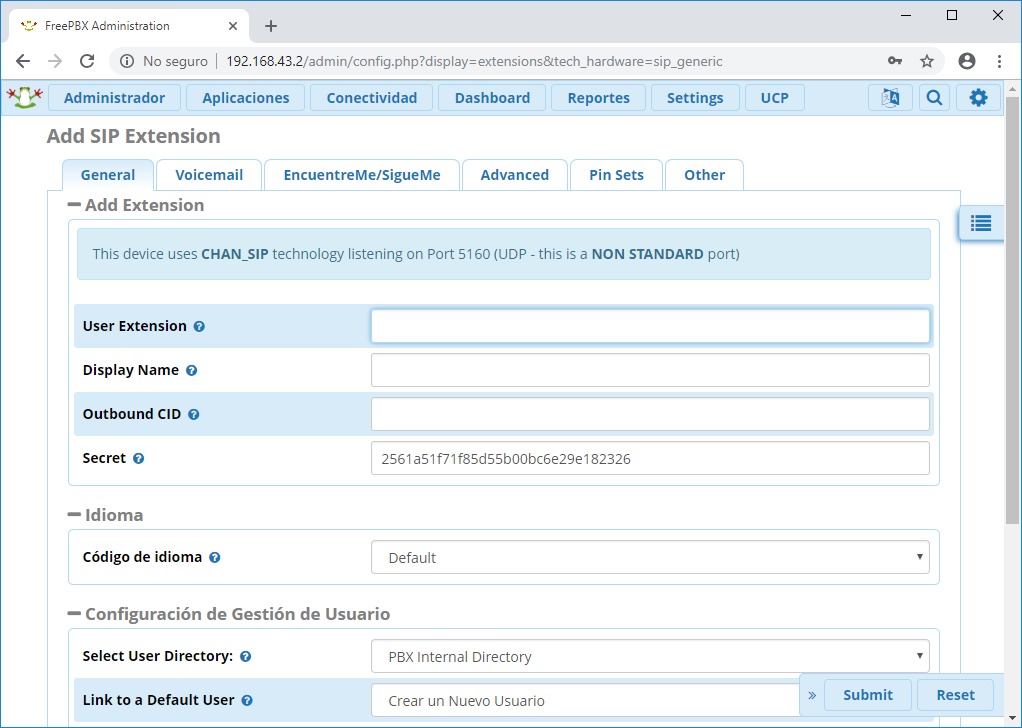 FreePBX Administration
No seguro
192.168.43.2/admin/config.php?display=extensions&tech_hardware=sip_generic
Administrador Aplicaciones Conectividad Dashboard Reportes Settings UCP
Add SIP Extension
General Voicemail EncuentreMe/SigueMe Advanced Pin Sets Other
Add Extension
This device uses CHAN_SIP technology listening on Port 5160 (UDP - this is a NON STANDARD port)
User Extension
Display Name
Outbound CID
Secret 2561a51f71f85d55b00bc6e29e182326
Idioma
Código de idioma Default
Configuración de Gestión de Usuario
Select User Directory: PBX Internal Directory
Link to a Default User Crear un Nuevo Usuario
» Submit Reset